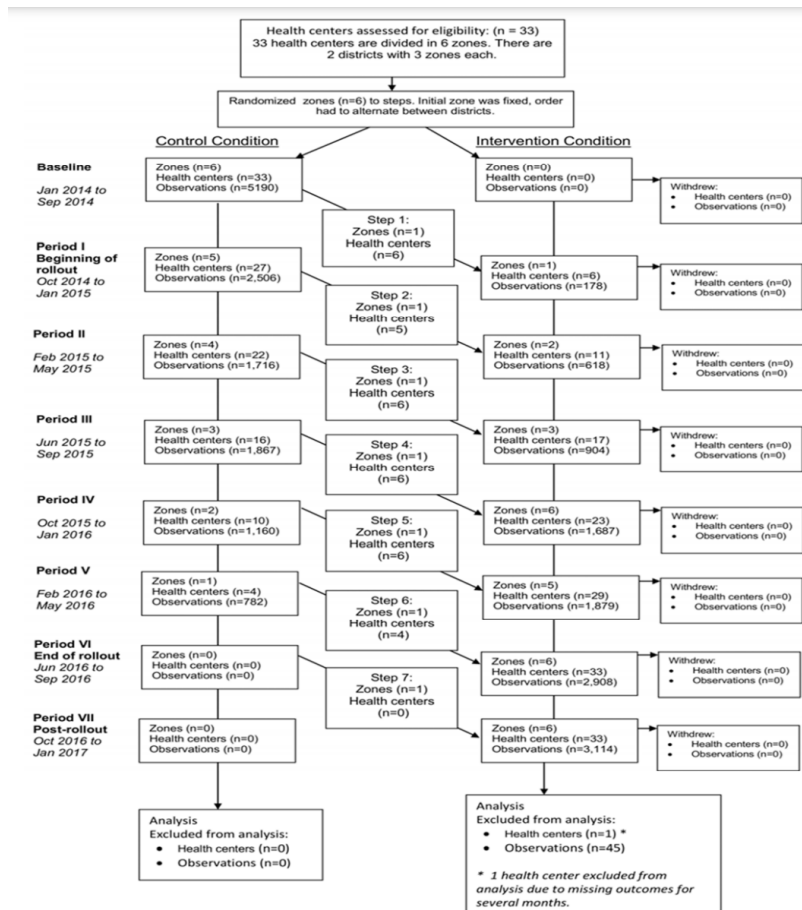 Health centers assessed for eligibility: (n = 33)
33 health centers are divided in 6 zones. There are
2 districts with 3 zones each.
Randomized zones (n=6) to steps. Initial zone was fixed, order
had to alternate between districts.
Control Condition
Intervention Condition
Baseline
Jan 2014 to
Sep 2014
Zones (n=6)
Health centers (n=33)
Observations (n=5190)
Zones (n=0)
Health centers (n=0)
Observations (n=0)
Withdrew:
• Health centers (n=0)
• Observations (n=0)
Step 1:
Zones (n=1)
Health centers
(n=6)
Period I
Beginning of
rollout
Oct 2014 to
Jan 2015
Zones (n=5)
Health centers (n=27)
Observations (n=2,506)
Zones (n=1)
Health centers (n=6)
Observations (n=178)
Withdrew:
• Health centers (n=0)
• Observations (n=0)
Step 2:
Zones (n=1)
Health centers
(n=5)
Period II
Feb 2015 to
May 2015
Zones (n=4)
Health centers (n=22)
Observations (n=1,716)
Zones (n=2)
Health centers (n=11)
Observations (n=618)
Withdrew:
• Health centers (n=0)
• Observations (n=0)
Step 3:
Zones (n=1)
Health centers
(n=6)
Period III
Jun 2015 to
Sep 2015
Zones (n=3)
Health centers (n=16)
Observations (n=1,867)
Zones (n=3)
Health centers (n=17)
Observations (n=904)
Withdrew:
• Health centers (n=0)
• Observations (n=0)
Step 4:
Zones (n=1)
Health centers
(n=6)
Period IV
Oct 2015 to
Jan 2016
Zones (n=2)
Health centers (n=10)
Observations (n=1,160)
Zones (n=6)
Health centers (n=23)
Observations (n=1,687)
Withdrew:
• Health centers (n=0)
• Observations (n=0)
Step 5:
Zones (n=1)
Health centers
(n=6)
Period V
Feb 2016 to
May 2016
Zones (n=1)
Health centers (n=4)
Observations (n=782)
Zones (n=5)
Health centers (n=29)
Observations (n=1,879)
Withdrew:
• Health centers (n=0)
• Observations (n=0)
Step 6:
Zones (n=1)
Health centers
(n=4)
Period VI
End of rollout
Jun 2016 to
Sep 2016
Zones (n=0)
Health centers (n=0)
Observations (n=0)
Zones (n=6)
Health centers (n=33)
Observations (n=2,908)
Withdrew:
• Health centers (n=0)
• Observations (n=0)
Step 7:
Zones (n=1)
Health centers
(n=0)
Period VII
Post-rollout
Oct 2016 to
Jan 2017
Zones (n=0)
Health centers (n=0)
Observations (n=0)
Zones (n=6)
Health centers (n=33)
Observations (n=3,114)
Withdrew:
• Health centers (n=0)
• Observations (n=0)
Analysis
Excluded from analysis:
• Health centers (n=0)
• Observations (n=0)
Analysis
Excluded from analysis:
• Health centers (n=1) *
• Observations (n=45)
* 1 health center excluded from
analysis due to missing outcomes for
several months.